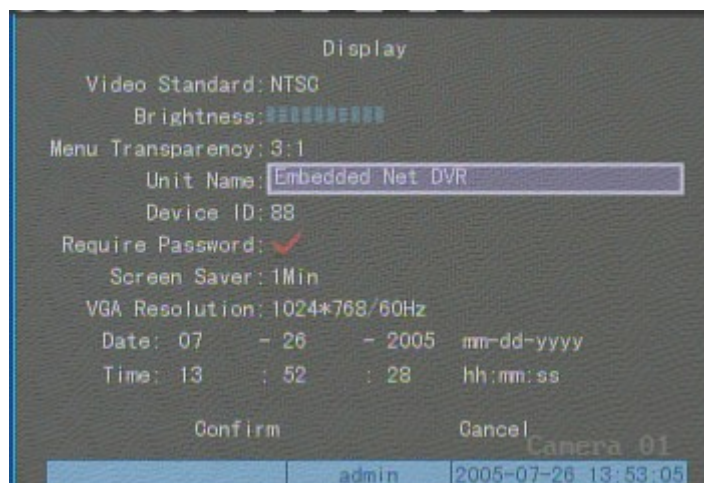 Display
Video Standard: NTSC
Brightness:
Menu Transparency: 3:1
Unit Name: Embedded Net DVR
Device ID: 88
Require Password:
Screen Saver: 1Min
VGA Resolution: 1024*768/60Hz
Date: 07 - 26 - 2005 mm-dd-yyyy
Time: 13 : 52 : 28 hh:mm:ss
Confirm Cancel
Camera 01
admin 2005-07-26 13:53:05